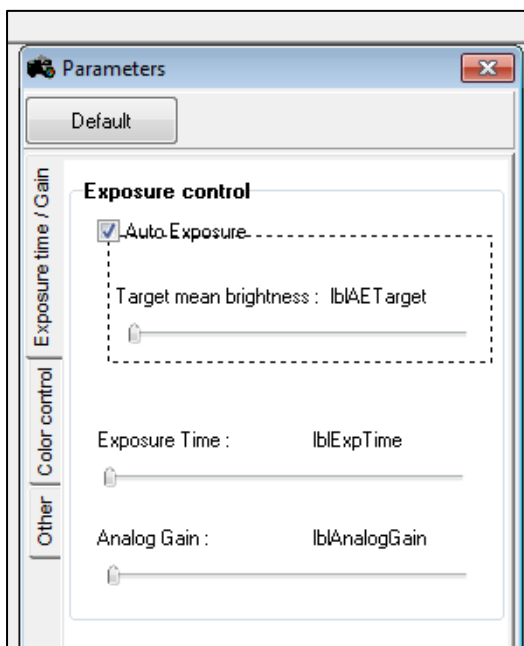 Parameters
Default
Exposure time / Gain
Color control
Other
Exposure control
Auto Exposure
Target mean brightness : lblAETarget
Exposure Time : lblExpTime
Analog Gain : lblAnalogGain